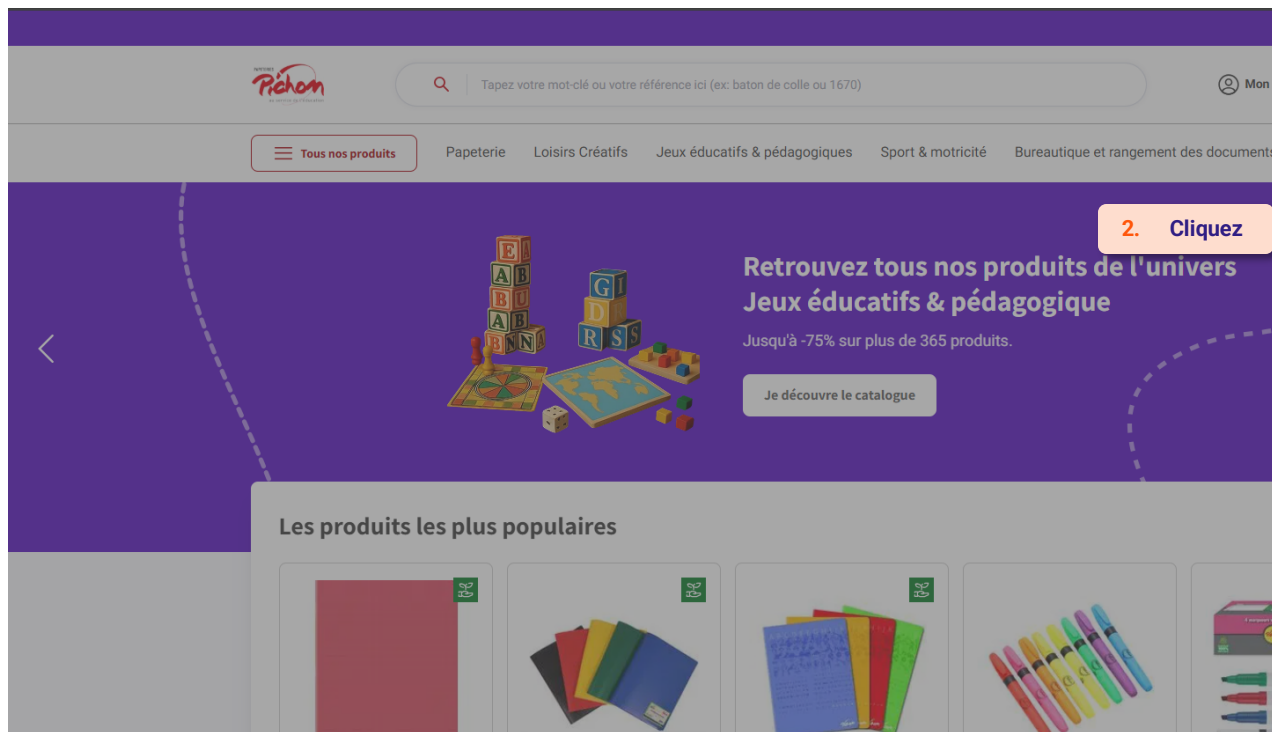 Pichon
Tapez votre mot-clé ou votre référence ici (ex: baton de colle ou 1670)
Mon
Tous nos produits
Papeterie
Loisirs Créatifs
Jeux éducatifs & pédagogiques
Sport & motricité
Bureautique et rangement des documents
2. Cliquez
Retrouvez tous nos produits de l'univers
Jeux éducatifs & pédagogique
Jusqu'à -75% sur plus de 365 produits.
Je découvre le catalogue
Les produits les plus populaires